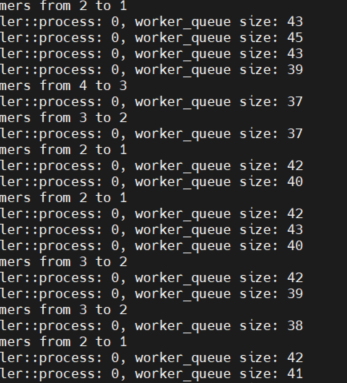 mers from 2 to 1
ler::process: 0, worker_queue size: 43
ler::process: 0, worker_queue size: 45
ler::process: 0, worker_queue size: 43
ler::process: 0, worker_queue size: 39
mers from 4 to 3
ler::process: 0, worker_queue size: 37
mers from 3 to 2
ler::process: 0, worker_queue size: 37
mers from 2 to 1
ler::process: 0, worker_queue size: 42
ler::process: 0, worker_queue size: 40
mers from 2 to 1
ler::process: 0, worker_queue size: 42
ler::process: 0, worker_queue size: 43
ler::process: 0, worker_queue size: 40
mers from 3 to 2
ler::process: 0, worker_queue size: 42
ler::process: 0, worker_queue size: 39
mers from 3 to 2
ler::process: 0, worker_queue size: 38
mers from 2 to 1
ler::process: 0, worker_queue size: 42
ler::process: 0, worker_queue size: 41